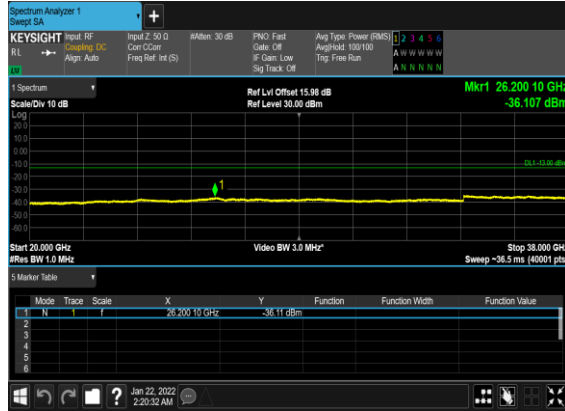 Spectrum Analyzer 1
Swept SA
+
KEYSIGHT Input: RF Input Z: 50 Ω #Atten: 30 dB PNO: Fast Avg Type: Power (RMS) 1 2 3 4 5 6
RL Coupling: DC Corr CCorr Gate: Off Avg|Hold: 100/100 A W W W W W
Align: Auto Freq Ref: Int (S) IF Gain: Low Trig: Free Run
LV Sig Track: Off A N N N N N
1 Spectrum Ref Lvl Offset 15.98 dB Mkr1 26.200 10 GHz
Scale/Div 10 dB Ref Level 30.00 dBm -36.107 dBm
Log
20.0
10.0
0.00
-10.0 DL1 -13.00 dBm
-20.0
-30.0 1
-40.0
-50.0
-60.0
Start 20.000 GHz Video BW 3.0 MHz* Stop 38.000 GHz
#Res BW 1.0 MHz Sweep ~36.5 ms (40001 pts)
5 Marker Table
Mode Trace Scale X Y Function Function Width Function Value
1 N 1 f 26.200 10 GHz -36.11 dBm
2
3
4
5
6
? Jan 22, 2022
2:20:32 AM